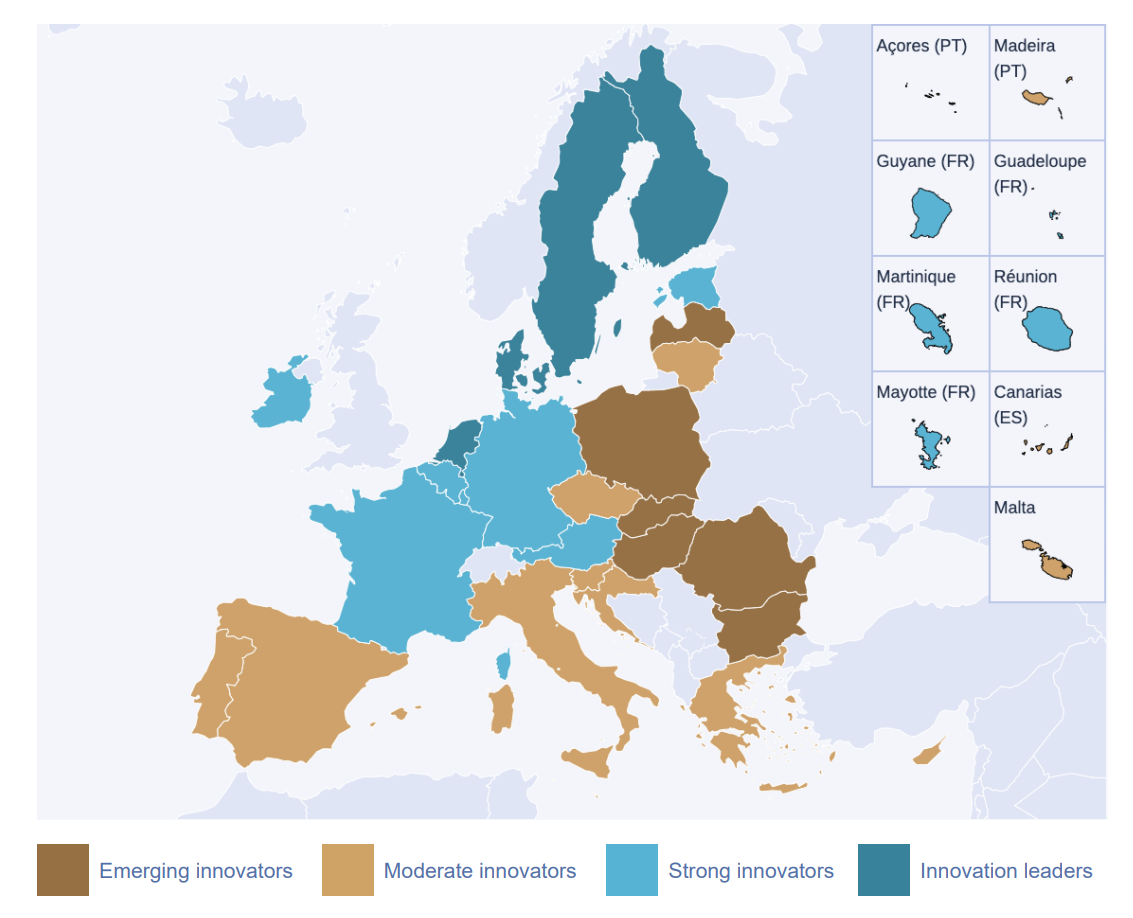 Açores (PT)
Madeira
(PT)
Guyane (FR)
Guadeloupe
(FR)
Martinique
(FR)
Réunion
(FR)
Mayotte (FR)
Canarias
(ES)
Malta
Emerging innovators
Moderate innovators
Strong innovators
Innovation leaders